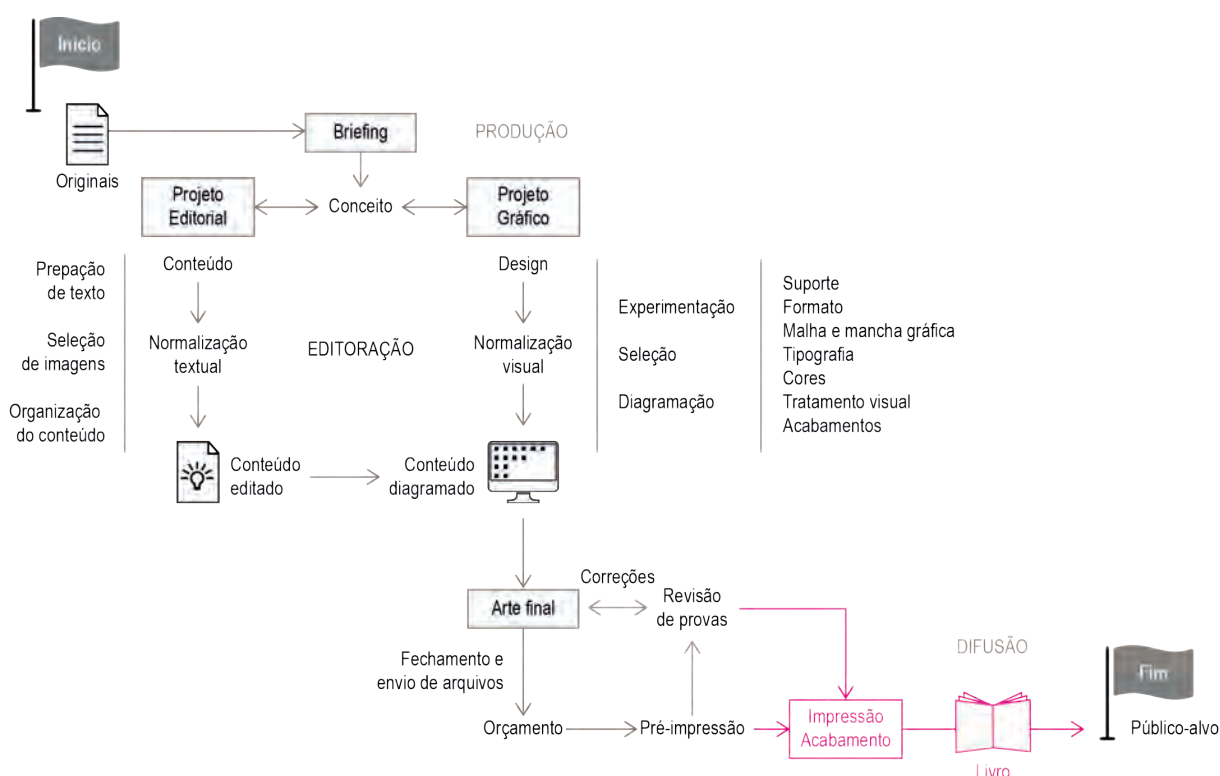 Início
Originais
Briefing
PRODUÇÃO
Projeto
Editorial
Conceito
Projeto
Gráfico
Prepação
de texto
Seleção
de imagens
Organização
do conteúdo
Conteúdo
Normalização
textual
EDITORAÇÃO
Design
Normalização
visual
Experimentação
Seleção
Diagramação
Suporte
Formato
Malha e mancha gráfica
Tipografia
Cores
Tratamento visual
Acabamentos
Conteúdo
editado
Conteúdo
diagramado
Arte final
Correções
Revisão
de provas
Fechamento e
envio de arquivos
Orçamento
Pré-impressão
Impressão
Acabamento
DIFUSÃO
Livro
Fim
Público-alvo